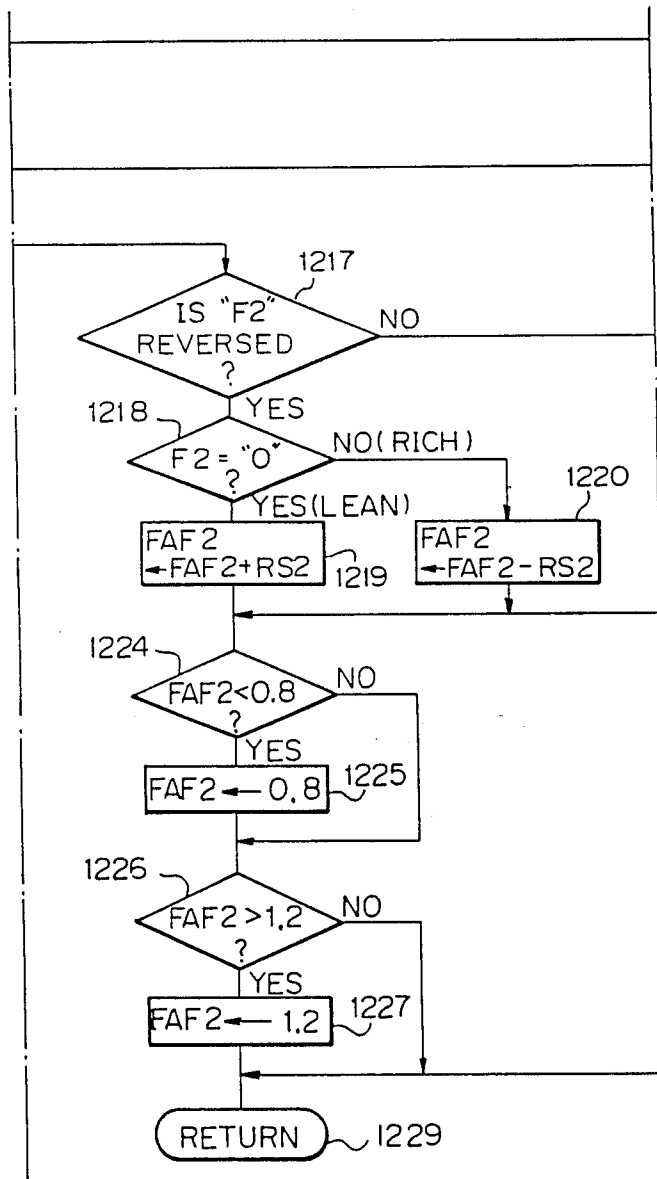 1217
IS "F2"
REVERSED
?
NO
YES
1218
F2="0"
?
NO(RICH)
YES(LEAN)
1220
FAF2
←FAF2+RS2
1219
FAF2
←FAF2-RS2
1224
FAF2<0.8
?
NO
YES
FAF2 ← 0.8
1225
1226
FAF2>1.2
?
NO
YES
FAF2 ← 1.2
1227
RETURN
1229